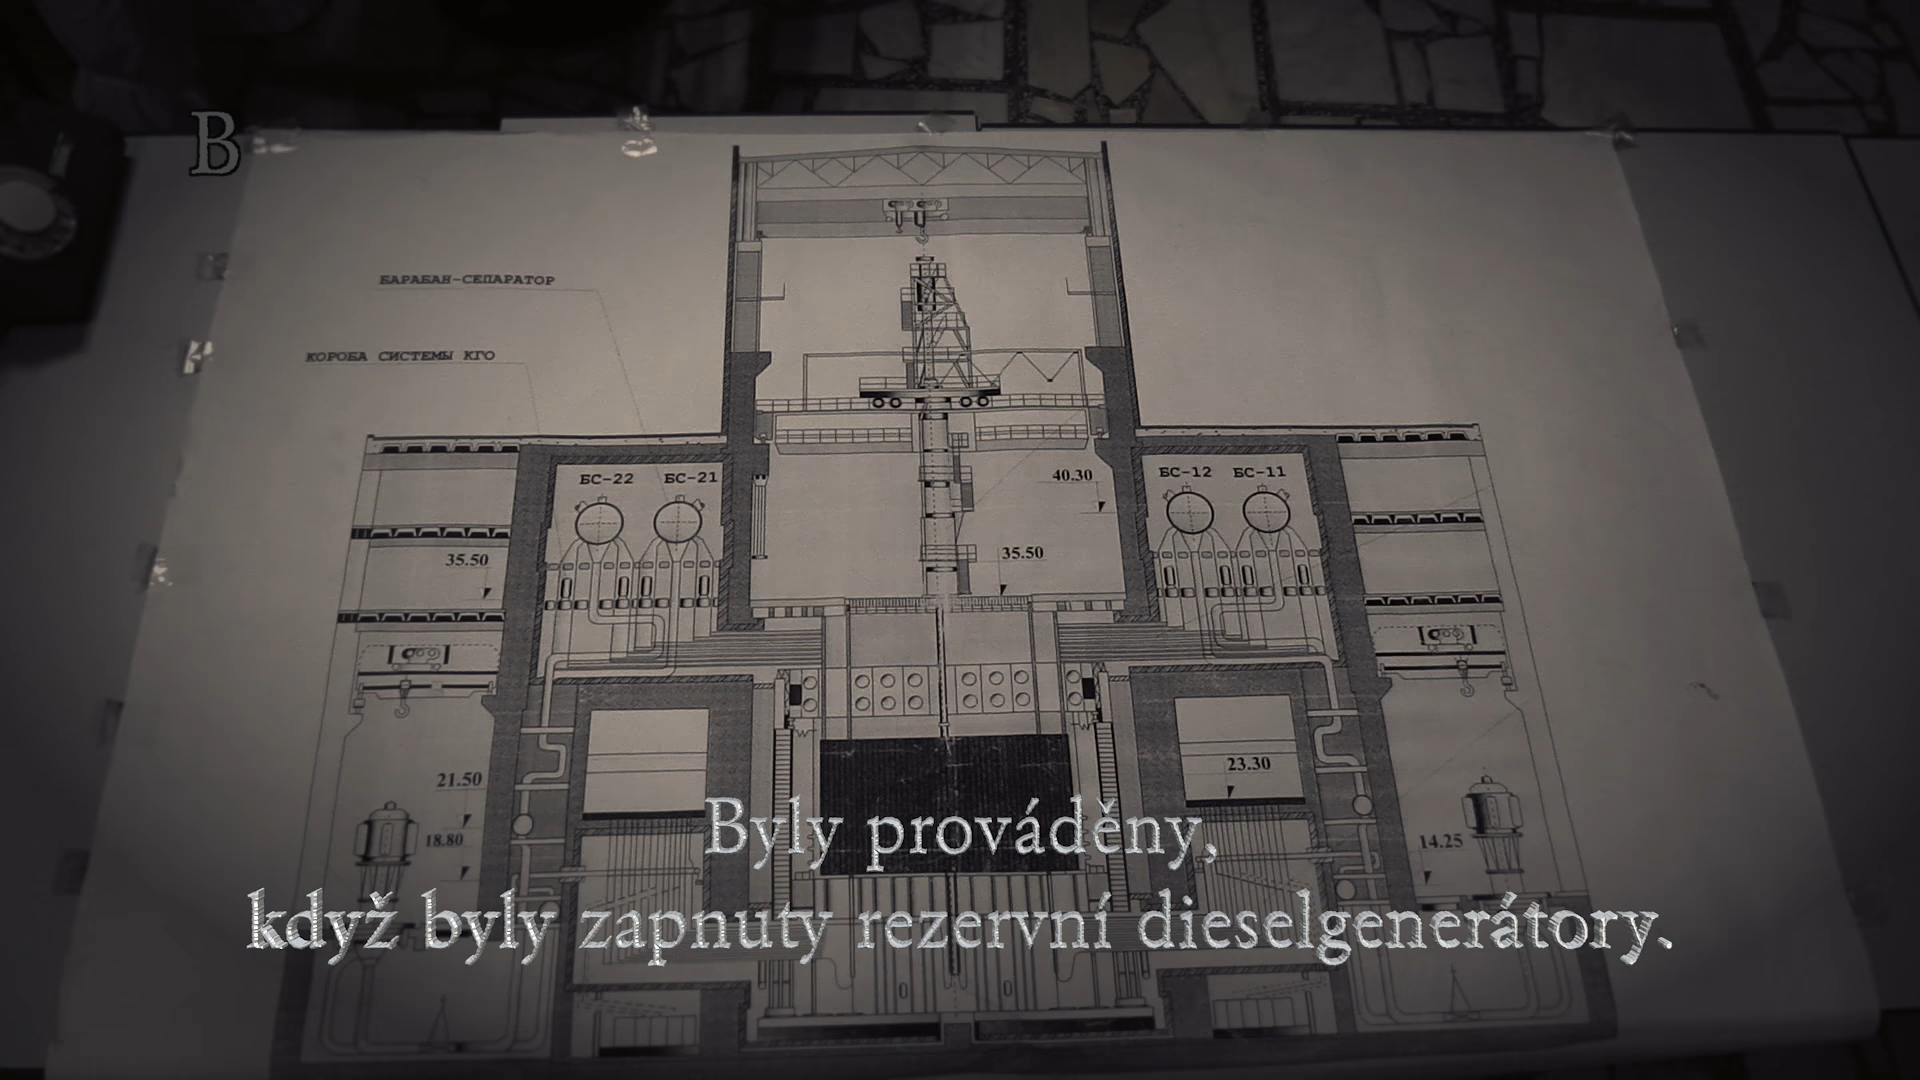 B
БАРАБАН-СЕПАРАТОР
КОРОБА СИСТЕМЫ КГО
БС-22 БС-21
БС-12 БС-11
40.30
35.50
35.50
21.50
18.80
23.30
14.25
Byly prováděny,
když byly zapnuty rezervní dieselgenerátory.